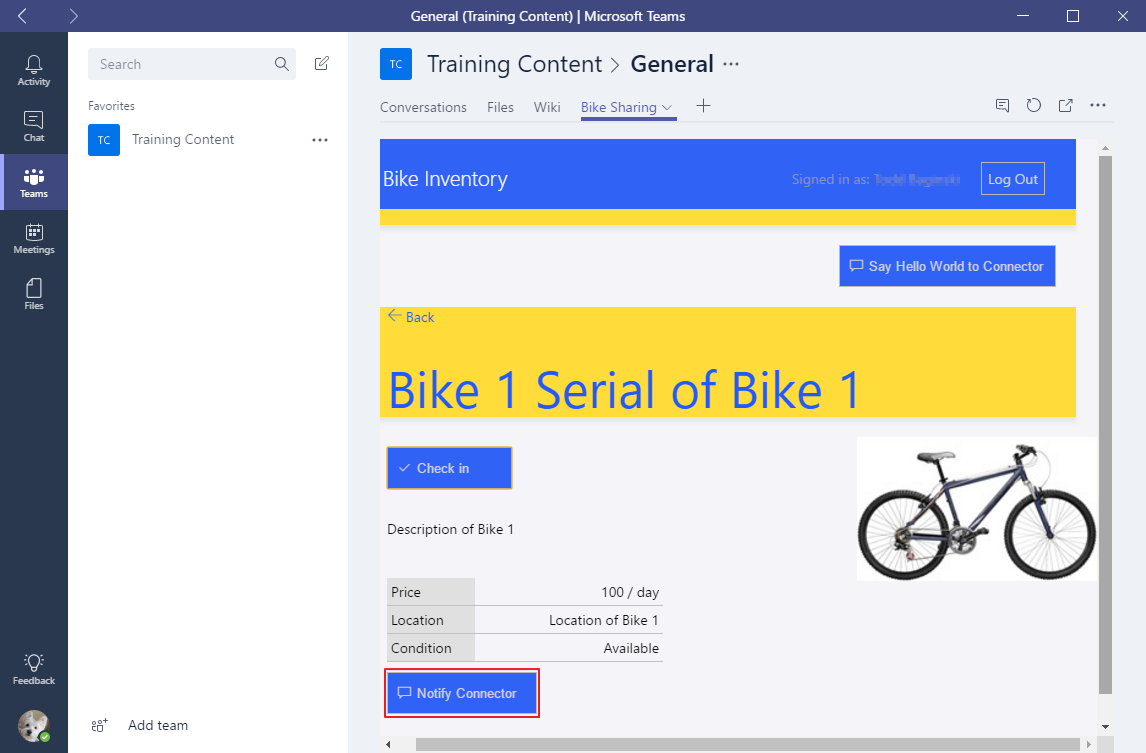 General (Training Content) | Microsoft Teams
Activity
Chat
Teams
Meetings
Files
Feedback
Search
Favorites
TC Training Content
Add team
TC Training Content > General
Conversations Files Wiki Bike Sharing
Bike Inventory
Signed in as:
Log Out
Say Hello World to Connector
Back
Bike 1 Serial of Bike 1
Check in
Description of Bike 1
Price 100 / day
Location Location of Bike 1
Condition Available
Notify Connector